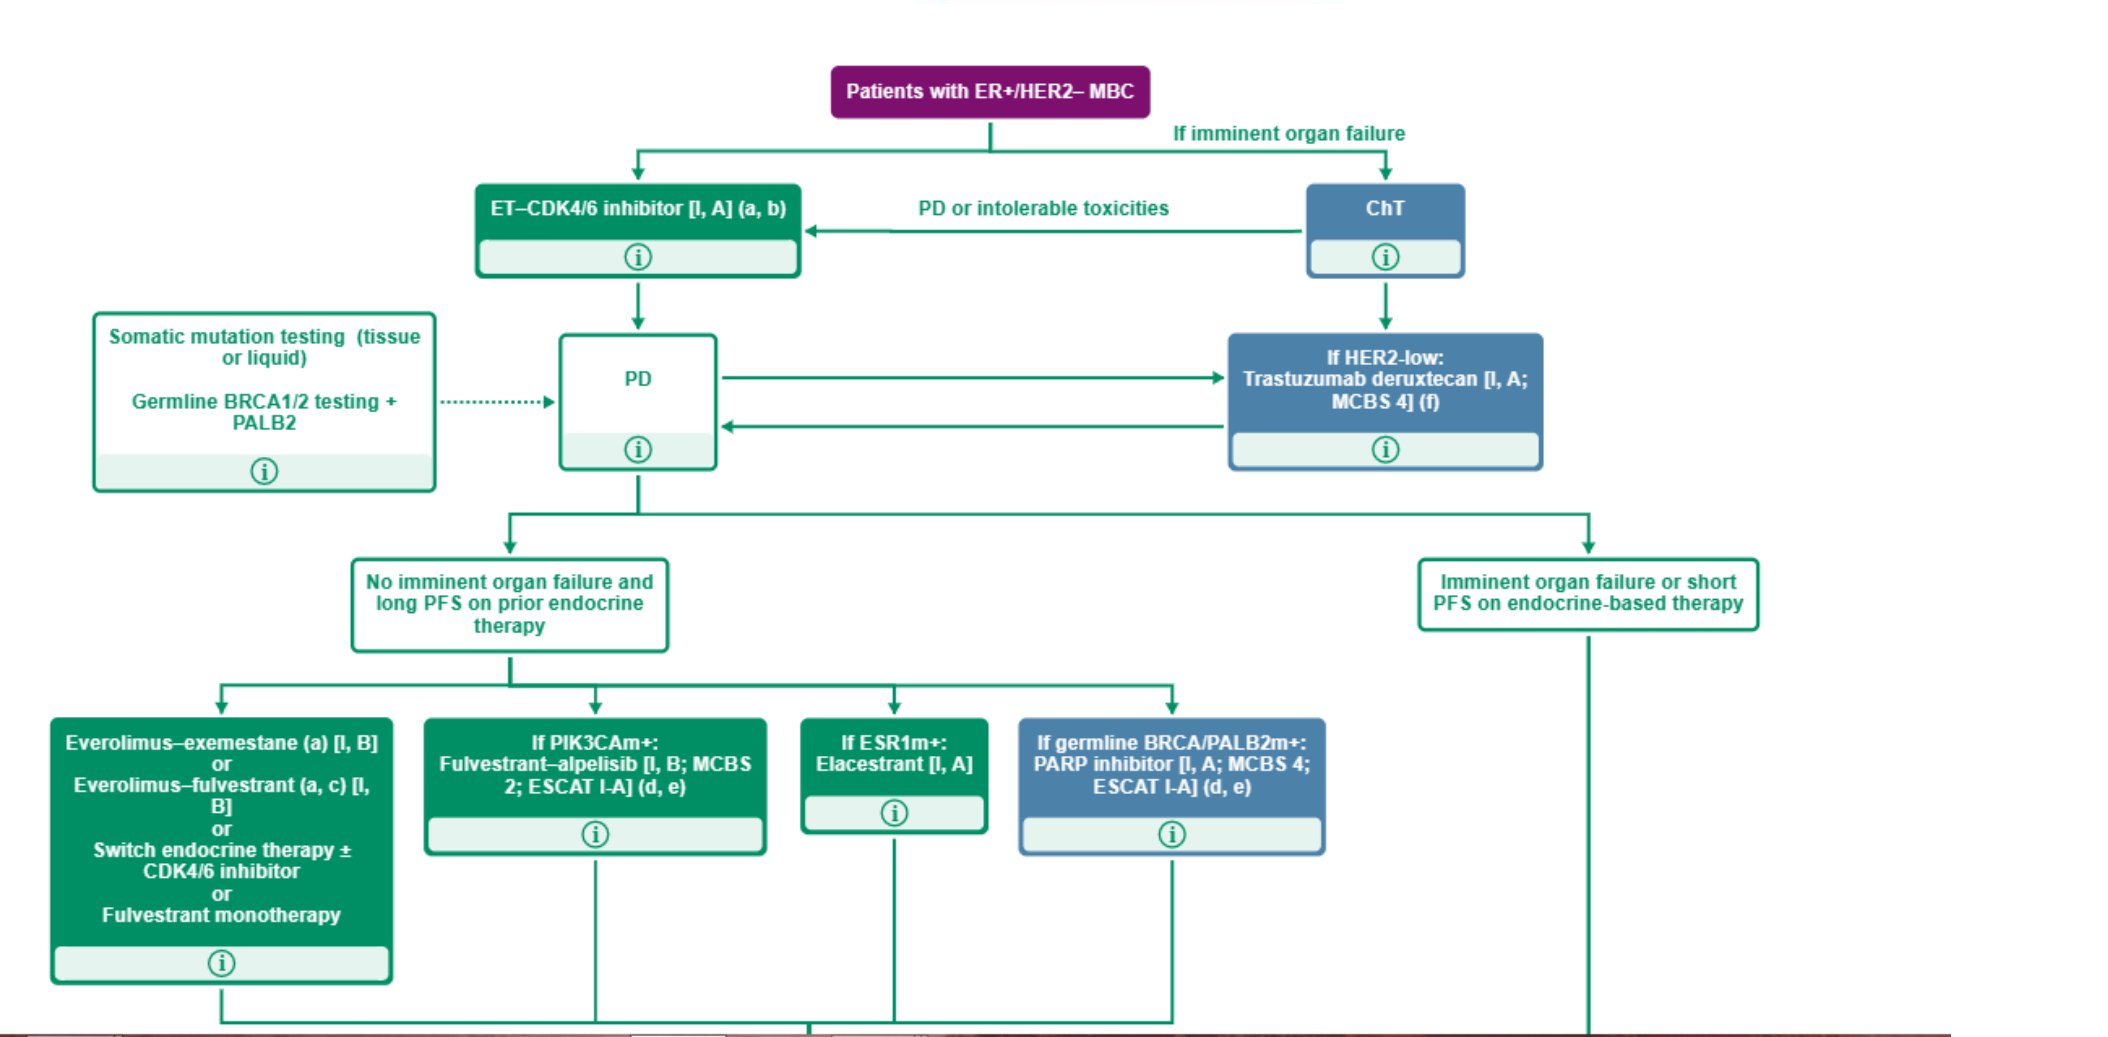 Patients with ER+/HER2– MBC
If imminent organ failure
ET–CDK4/6 inhibitor [I, A] (a, b)
PD or intolerable toxicities
ChT
Somatic mutation testing (tissue
or liquid)
Germline BRCA1/2 testing +
PALB2
PD
If HER2-low:
Trastuzumab deruxtecan [I, A;
MCBS 4] (f)
No imminent organ failure and
long PFS on prior endocrine
therapy
Imminent organ failure or short
PFS on endocrine-based therapy
Everolimus–exemestane (a) [I, B]
or
Everolimus–fulvestrant (a, c) [I,
B]
or
Switch endocrine therapy ±
CDK4/6 inhibitor
or
Fulvestrant monotherapy
If PIK3CAm+:
Fulvestrant–alpelisib [I, B; MCBS
2; ESCAT I-A] (d, e)
If ESR1m+:
Elacestrant [I, A]
If germline BRCA/PALB2m+:
PARP inhibitor [I, A; MCBS 4;
ESCAT I-A] (d, e)